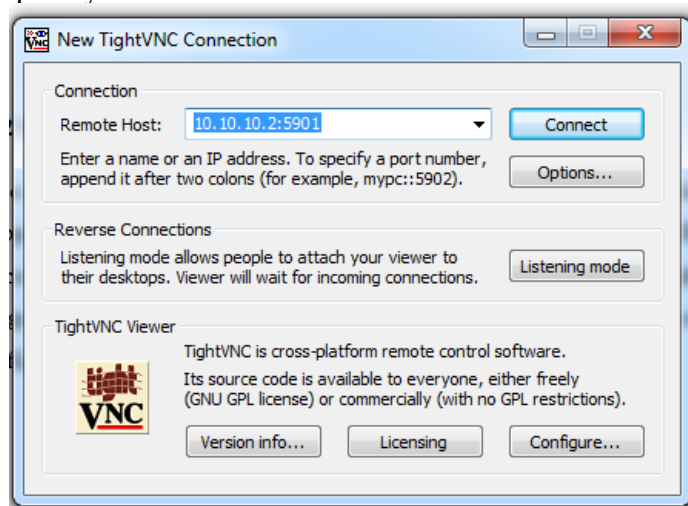 New TightVNC Connection
Connection
Remote Host: 10.10.10.2:5901 Connect
Enter a name or an IP address. To specify a port number,
append it after two colons (for example, mypc::5902). Options...
Reverse Connections
Listening mode allows people to attach your viewer to
their desktops. Viewer will wait for incoming connections. Listening mode
TightVNC Viewer
TightVNC is cross-platform remote control software.
Its source code is available to everyone, either freely
(GNU GPL license) or commercially (with no GPL restrictions).
tight
VNC
Version info... Licensing Configure...